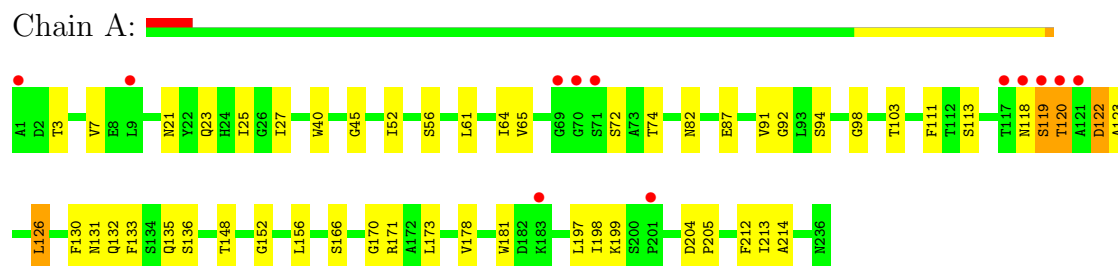 Chain A:
A1 D2 T3 V7 E8 L9 N21 Y22 Q23 H24 I25 G26 I27 W40 G45 I52 S56 L61 I64 V65 G69 G70 S71 S72 A73 T74 N82 E87 V91 G92 L93 S94 G98 T103 F111 T112 S113 T117 N118 S119 T120 A121 D122 A123
L126 F130 N131 Q132 F133 S134 Q135 S136 T148 G152 L156 S166 G170 R171 A172 L173 V178 W181 D182 K183 L197 I198 K199 S200 P201 D204 P205 F212 I213 A214 N236